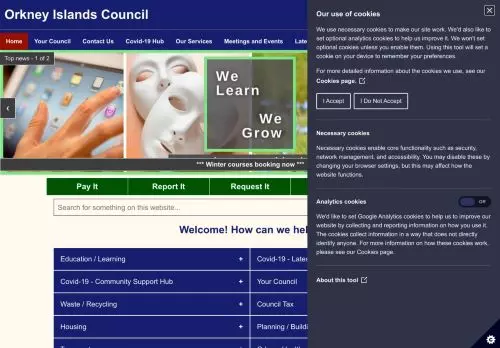 Orkney Islands Council
Home Your Council Contact Us Covid-19 Hub Our Services Meetings and Events
Top news - 1 of 2
We
Learn
We
Grow
*** Winter courses booking now ***
Pay It Report It Request It
Search for something on this website...
Welcome! How can we
Education / Learning +
Covid-19 - Community Support Hub +
Waste / Recycling +
Housing +
Covid-19 -
Your Council
Council Tax
Planning /
Our use of cookies
We use necessary cookies to make our site work. We'd also like to
set optional analytics cookies to help us improve it. We won't set
optional cookies unless you enable them. Using this tool will set a
cookie on your device to remember your preferences.
For more detailed information about the cookies we use, see our
Cookies page.
I Accept I Do Not Accept
Necessary cookies
Necessary cookies enable core functionality such as security,
network management, and accessibility. You may disable these by
changing your browser settings, but this may affect how the
website functions.
Analytics cookies Off
We'd like to set Google Analytics cookies to help us to improve our
website by collecting and reporting information on how you use it.
The cookies collect information in a way that does not directly
identify anyone. For more information on how these cookies work,
please see our Cookies page.
About this tool